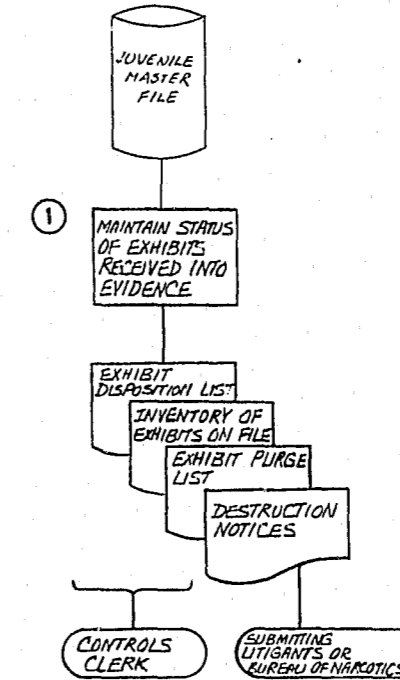 JUVENILE
MASTER
FILE
1
MAINTAIN STATUS
OF EXHIBITS
RECEIVED INTO
EVIDENCE
EXHIBIT
DISPOSITION LIST
INVENTORY OF
EXHIBITS ON FILE
EXHIBIT PURGE
LIST
DESTRUCTION
NOTICES
CONTROLS
CLERK
SUBMITTING
LITIGANTS OR
BUREAU OF NARCOTICS